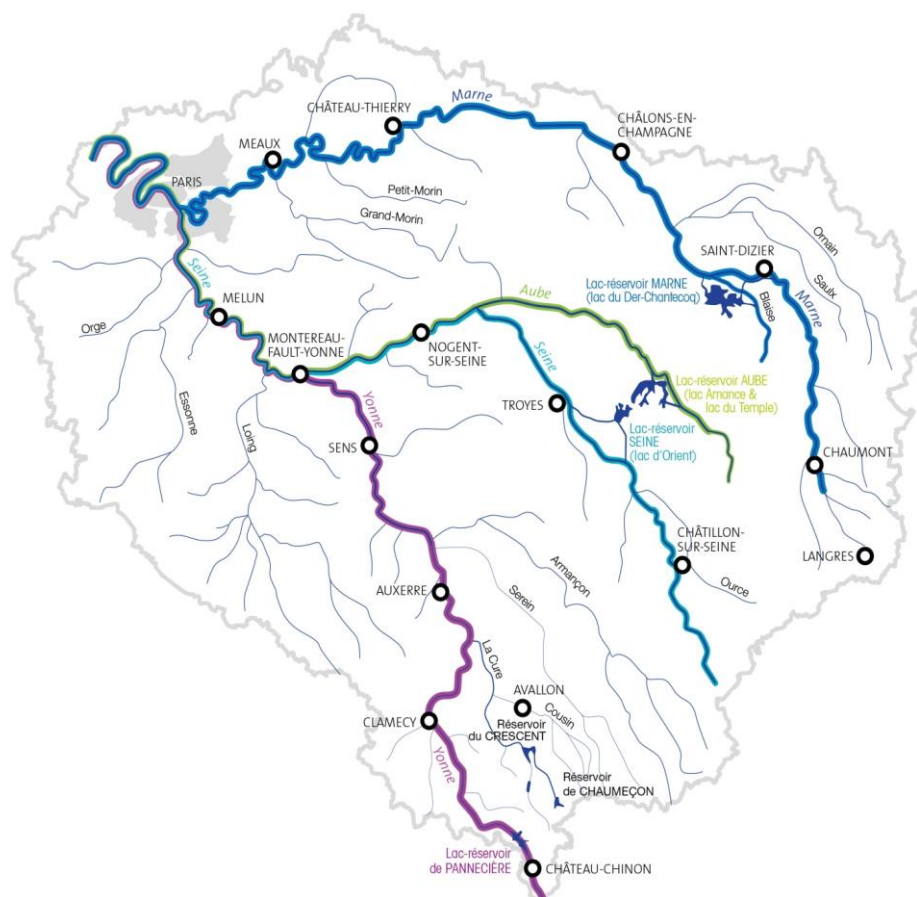 CHÂTEAU-THIERRY
Marne
CHÂLONS-EN-
CHAMPAGNE
MEAUX
PARIS
Petit-Morin
Grand-Morin
Ornain
Saulx
SAINT-DIZIER
Lac-réservoir MARNE
(lac du Der-Chantecoq)
Blaise
Marne
Seine
MELUN
Orge
Aube
MONTEREAU-
FAULT-YONNE
NOGENT-
SUR-SEINE
Seine
Lac-réservoir AUBE
(lac Amance &
lac du Temple)
TROYES
Lac-réservoir
SEINE
(lac d'Orient)
Essonne
Loing
Yonne
SENS
CHAUMONT
CHÂTILLON-
SUR-SEINE
LANGRES
Ource
Armançon
Serein
AUXERRE
La Cure
AVALLON
Cousin
CLAMECY
Réservoir
du CRESCENT
Yonne
Réservoir
de CHAUMEÇON
Lac-réservoir
de PANNECIÈRE
CHÂTEAU-CHINON